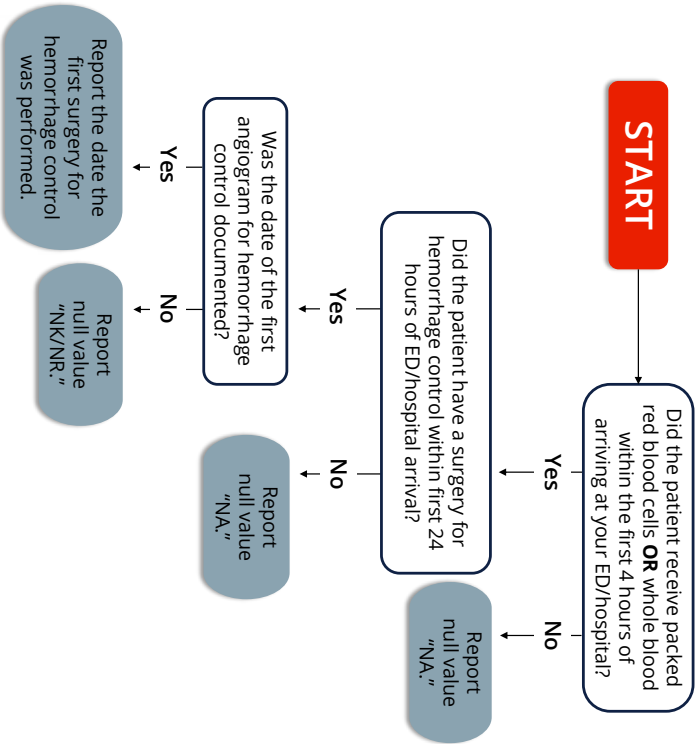 START
Did the patient receive packed
red blood cells OR whole blood
within the first 4 hours of
arriving at your ED/hospital?
Yes
No
Did the patient have a surgery for
hemorrhage control within first 24
hours of ED/hospital arrival?
Report
null value
“NA.”
Yes
No
Was the date of the first
angiogram for hemorrhage
control documented?
Report
null value
“NA.”
Yes
No
Report the date the
first surgery for
hemorrhage control
was performed.
Report
null value
“NK/NR.”